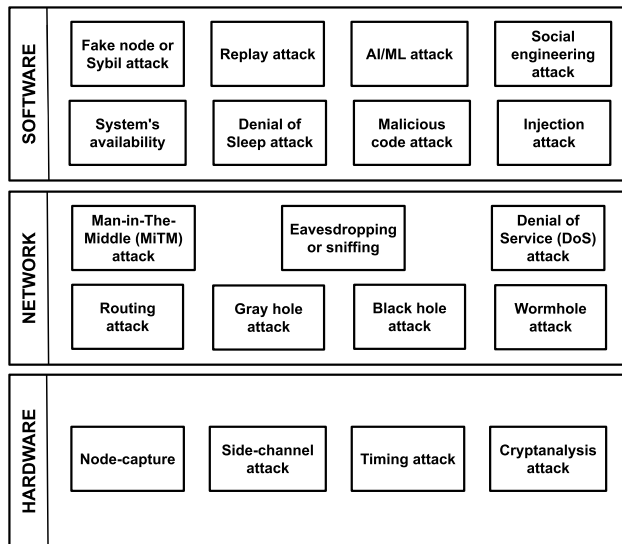 SOFTWARE
Fake node or
Sybil attack
Replay attack
AI/ML attack
Social
engineering
attack
System's
availability
Denial of
Sleep attack
Malicious
code attack
Injection
attack
NETWORK
Man-in-The-
Middle (MiTM)
attack
Eavesdropping
or sniffing
Denial of
Service (DoS)
attack
Routing
attack
Gray hole
attack
Black hole
attack
Wormhole
attack
HARDWARE
Node-capture
Side-channel
attack
Timing attack
Cryptanalysis
attack